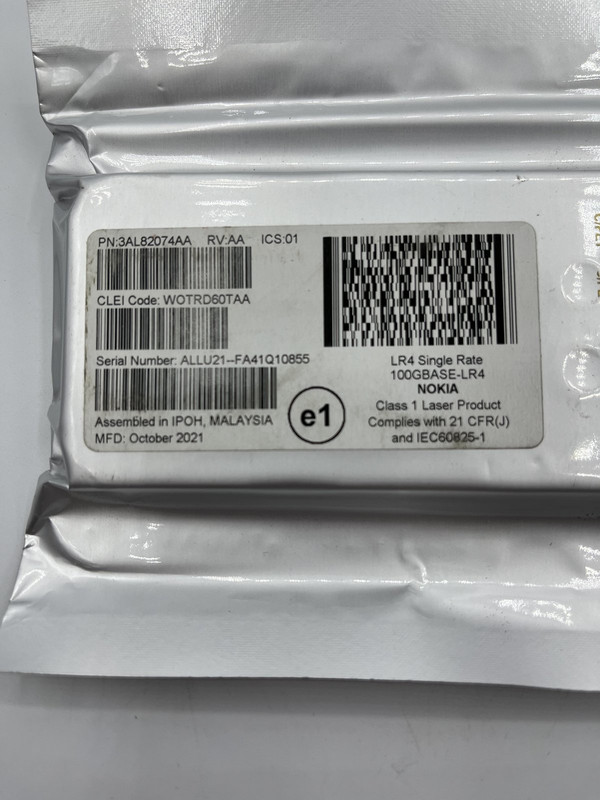 PN:3AL82074AA RV:AA ICS:01
CLEI Code: WOTRD60TAA
Serial Number: ALLU21--FA41Q10855
Assembled in IPOH, MALAYSIA
MFD: October 2021
e1
LR4 Single Rate
100GBASE-LR4
NOKIA
Class 1 Laser Product
Complies with 21 CFR(J)
and IEC60825-1